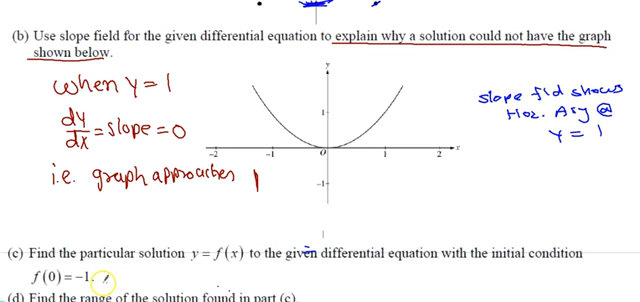 (b) Use slope field for the given differential equation to explain why a solution could not have the graph
shown below.
when y = 1
dy/dx = slope = 0
i.e. graph approaches 1
y
1
-2 -1 O 1 2 x
-1
slope fld shows
Hoz. Asy @
y = 1
(c) Find the particular solution y = f(x) to the given differential equation with the initial condition
f(0) = -1.
(d) Find the range of the solution found in part (c).